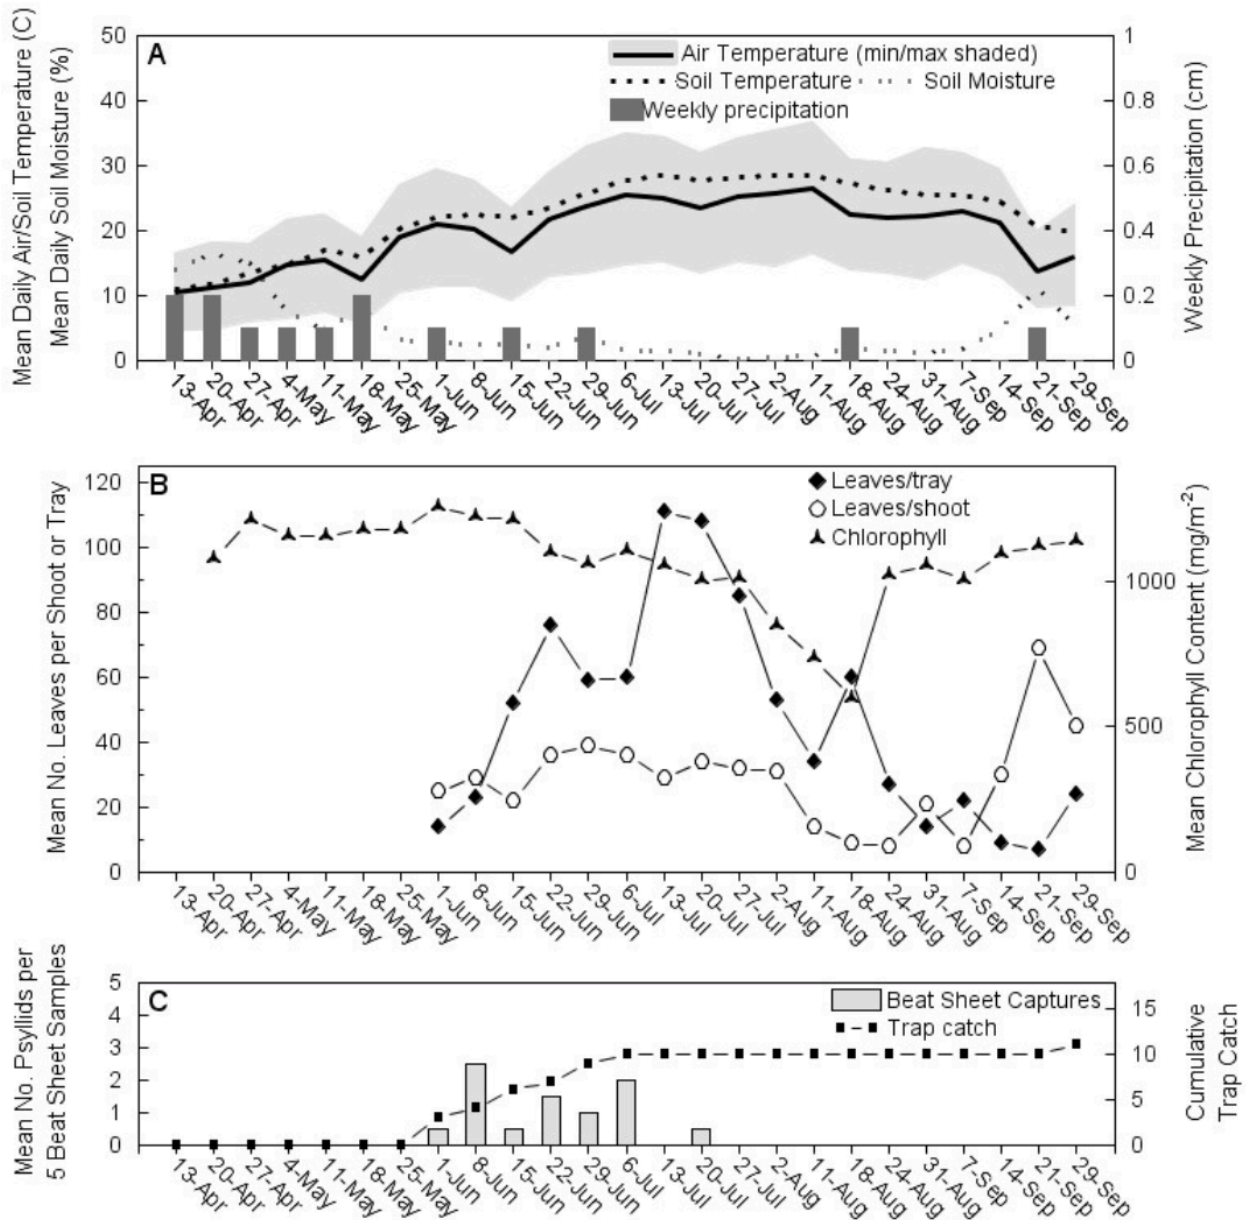 Mean Daily Air/Soil Temperature (C)
Mean Daily Soil Moisture (%)
50
40
30
20
10
0
A
Air Temperature (min/max shaded)
Soil Temperature
Soil Moisture
Weekly precipitation
1
0.8
0.6
0.4
0.2
0
Weekly Precipitation (cm)
13-Apr
20-Apr
27-Apr
4-May
11-May
18-May
25-May
1-Jun
8-Jun
15-Jun
22-Jun
29-Jun
6-Jul
13-Jul
20-Jul
27-Jul
2-Aug
11-Aug
18-Aug
24-Aug
31-Aug
7-Sep
14-Sep
21-Sep
29-Sep
Mean No. Leaves per Shoot or Tray
120
100
80
60
40
20
0
B
Leaves/tray
Leaves/shoot
Chlorophyll
1000
500
0
Mean Chlorophyll Content (mg/m⁻²)
13-Apr
20-Apr
27-Apr
4-May
11-May
18-May
25-May
1-Jun
8-Jun
15-Jun
22-Jun
29-Jun
6-Jul
13-Jul
20-Jul
27-Jul
2-Aug
11-Aug
18-Aug
24-Aug
31-Aug
7-Sep
14-Sep
21-Sep
29-Sep
Mean No. Psyllids per
5 Beat Sheet Samples
5
4
3
2
1
0
C
Beat Sheet Captures
Trap catch
15
10
5
0
Cumulative
Trap Catch
13-Apr
20-Apr
27-Apr
4-May
11-May
18-May
25-May
1-Jun
8-Jun
15-Jun
22-Jun
29-Jun
6-Jul
13-Jul
20-Jul
27-Jul
2-Aug
11-Aug
18-Aug
24-Aug
31-Aug
7-Sep
14-Sep
21-Sep
29-Sep